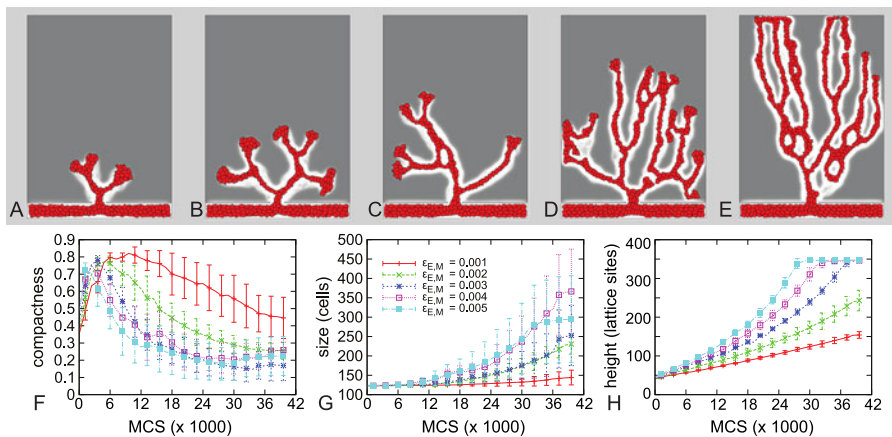 A B C D E
0.9
0.8
0.7
0.6
0.5
0.4
0.3
0.2
0.1
0
compactness
0 6 12 18 24 30 36 42
F MCS (x 1000)
500
450
400
350
300
250
200
150
100
size (cells)
ε_E,M = 0.001
ε_E,M = 0.002
ε_E,M = 0.003
ε_E,M = 0.004
ε_E,M = 0.005
0 6 12 18 24 30 36 42
G MCS (x 1000)
400
300
200
100
0
height (lattice sites)
0 6 12 18 24 30 36 42
H MCS (x 1000)